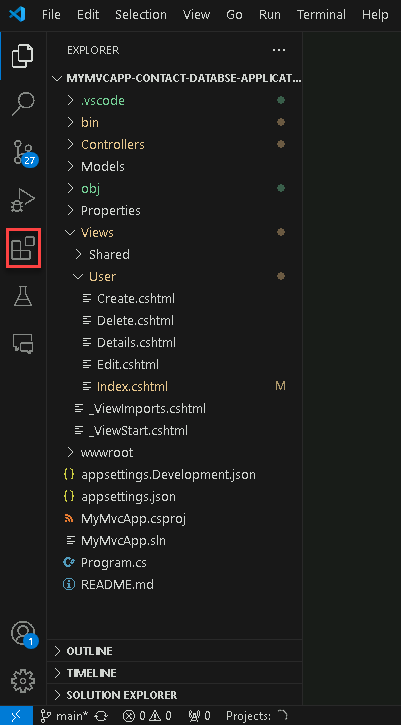 File Edit Selection View Go Run Terminal Help
EXPLORER
MYMVCAPP-CONTACT-DATABSE-APPLICAT...
.vscode
bin
Controllers
Models
obj
27
Properties
Views
Shared
User
Create.cshtml
Delete.cshtml
Details.cshtml
Edit.cshtml
Index.cshtml M
_ViewImports.cshtml
_ViewStart.cshtml
wwwroot
{} appsettings.Development.json
{} appsettings.json
MyMvcApp.csproj
MyMvcApp.sln
Program.cs
README.md
1
OUTLINE
TIMELINE
SOLUTION EXPLORER
main* 0 0 0 Projects: